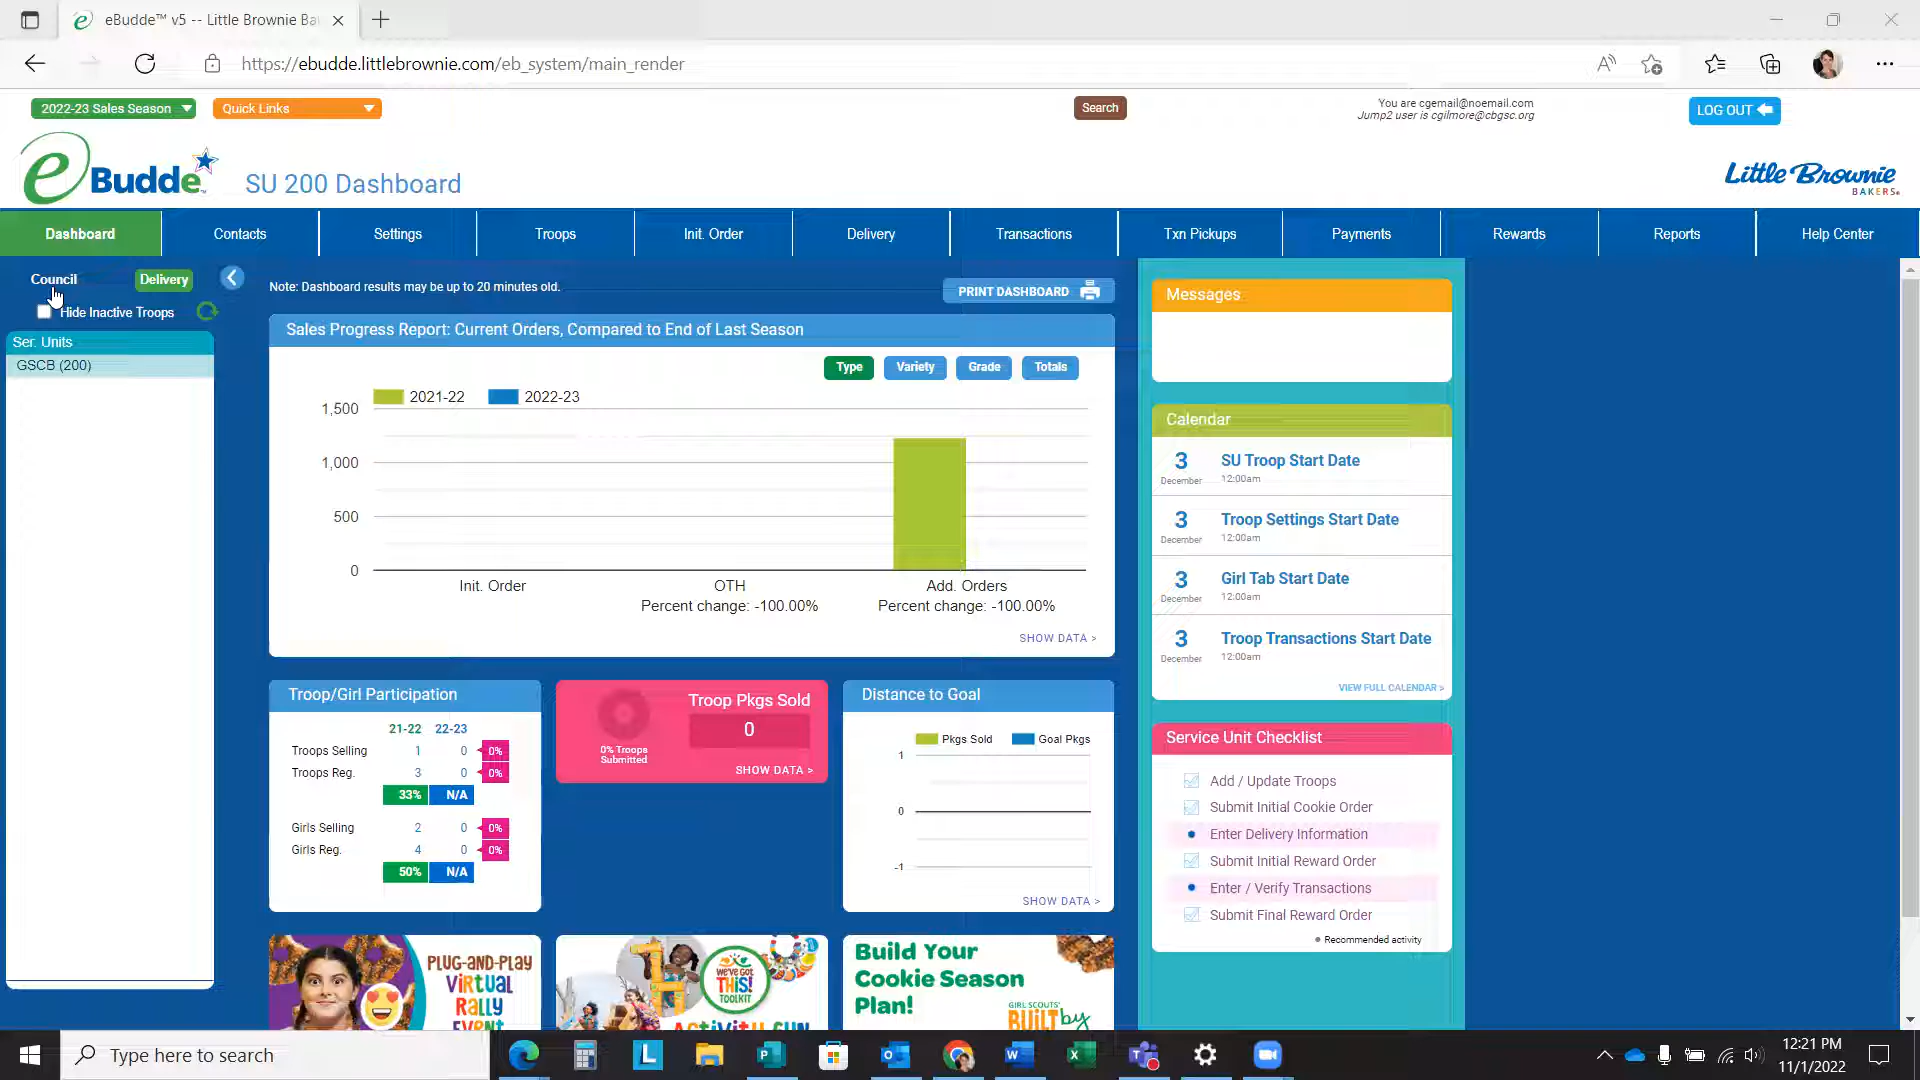 eBudde™ v5 -- Little Brownie Ba
https://ebudde.littlebrownie.com/eb_system/main_render
2022-23 Sales Season
Quick Links
Search
You are cgemail@noemail.com
Jump2 user is cgilmore@cbgsc.org
LOG OUT
eBudde™
SU 200 Dashboard
Little Brownie
BAKERS®
Dashboard
Contacts
Settings
Troops
Init. Order
Delivery
Transactions
Txn Pickups
Payments
Rewards
Reports
Help Center
Council
Delivery
Hide Inactive Troops
Ser. Units
GSCB (200)
Note: Dashboard results may be up to 20 minutes old.
PRINT DASHBOARD
Sales Progress Report: Current Orders, Compared to End of Last Season
Type
Variety
Grade
Totals
2021-22
2022-23
1,500
1,000
500
0
Init. Order
OTH
Add. Orders
Percent change: -100.00%
Percent change: -100.00%
SHOW DATA >
Troop/Girl Participation
21-22 22-23
Troops Selling 1 0 0%
Troops Reg. 3 0 0%
33% N/A
Girls Selling 2 0 0%
Girls Reg. 4 0 0%
50% N/A
Troop Pkgs Sold
0
0% Troops
Submitted
SHOW DATA >
Distance to Goal
Pkgs Sold
Goal Pkgs
1
0
-1
SHOW DATA >
PLUG-AND-PLAY
VIRTUAL
RALLY
EVENT
WE'VE GOT
THIS!
TOOLKIT
ACTIVITY FUN
Build Your
Cookie Season
Plan!
GIRL SCOUTS'
BUILT by
Messages
Calendar
3
December
SU Troop Start Date
12:00am
3
December
Troop Settings Start Date
12:00am
3
December
Girl Tab Start Date
12:00am
3
December
Troop Transactions Start Date
12:00am
VIEW FULL CALENDAR >
Service Unit Checklist
Add / Update Troops
Submit Initial Cookie Order
Enter Delivery Information
Submit Initial Reward Order
Enter / Verify Transactions
Submit Final Reward Order
Recommended activity
Type here to search
12:21 PM
11/1/2022